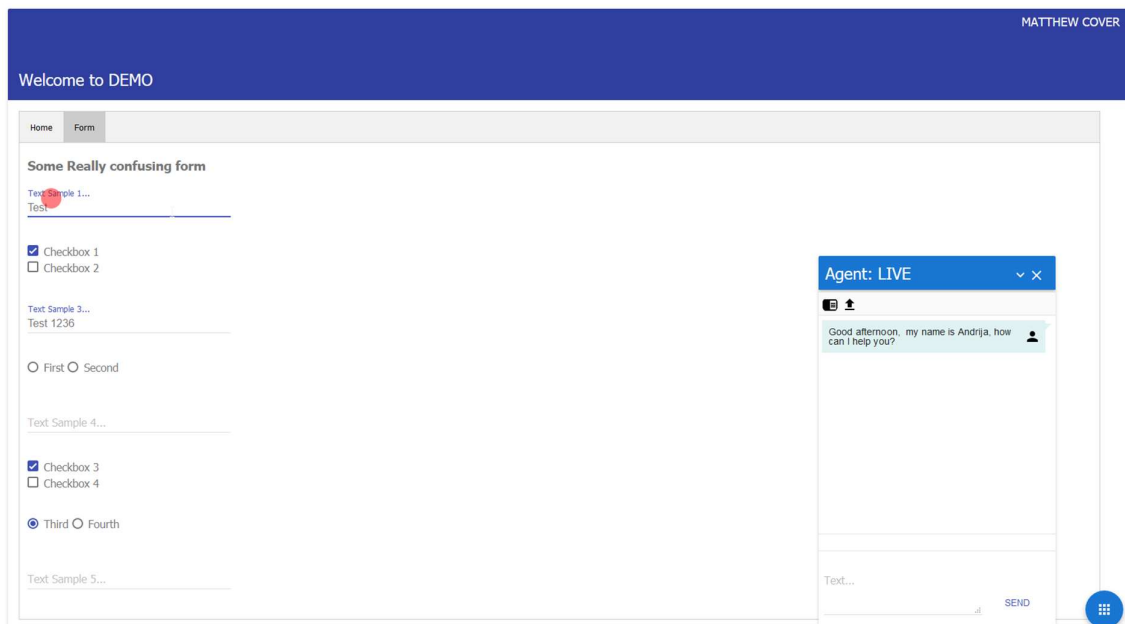 MATTHEW COVER
Welcome to DEMO
Home Form
Some Really confusing form
Text Sample 1...
Test
Checkbox 1
Checkbox 2
Text Sample 3...
Test 1236
First Second
Text Sample 4...
Checkbox 3
Checkbox 4
Third Fourth
Text Sample 5...
Agent: LIVE
Good afternoon, my name is Andrija, how
can I help you?
Text...
SEND